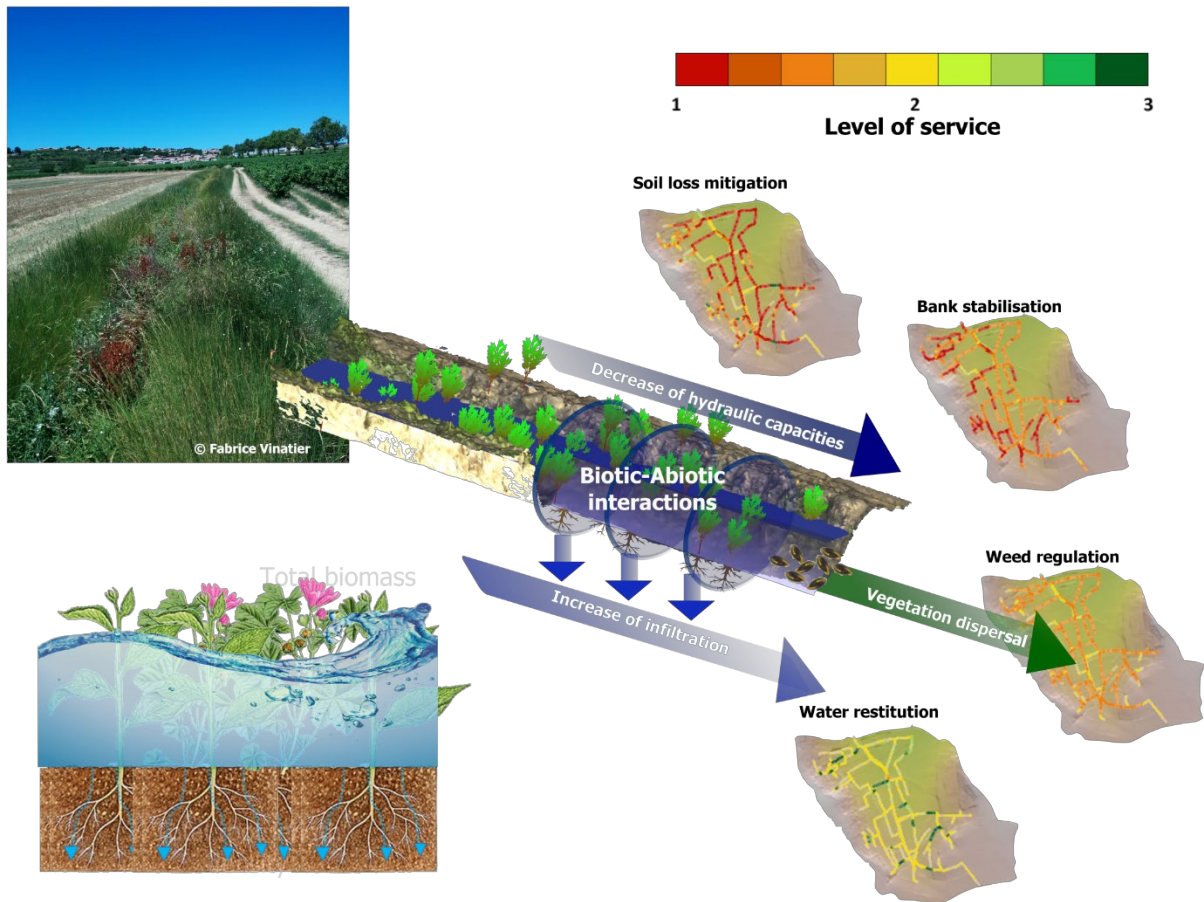 1
2
3
Level of service
Soil loss mitigation
Bank stabilisation
Decrease of hydraulic capacities
© Fabrice Vinatier
Biotic-Abiotic
interactions
Weed regulation
Total biomass
Vegetation dispersal
Increase of infiltration
Water restitution